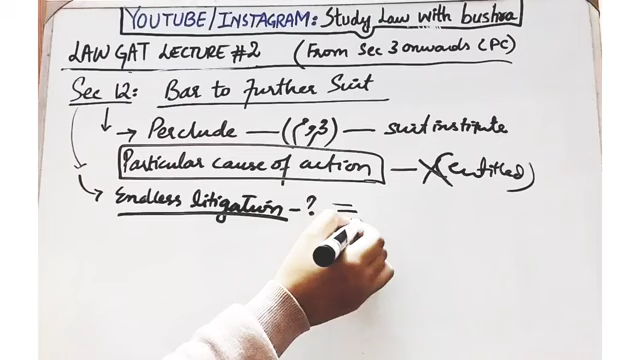 YOUTUBE/INSTAGRAM: Study Law with bushra
LAW GAT LECTURE #2 (From Sec 3 onwards CPC)
Sec 12: Bar to further Suit
→ Perclude — — suit institute
Particular cause of action — X (entitled)
Endless litigation - ? =